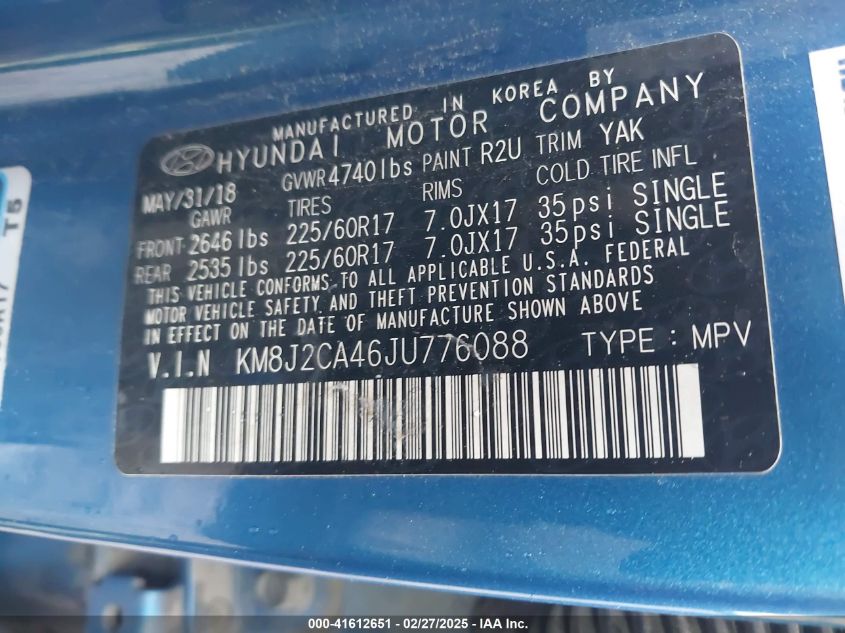 MANUFACTURED IN KOREA BY
HYUNDAI MOTOR COMPANY
MAY/31/18 GVWR 4740lbs PAINT R2U TRIM YAK
GAWR TIRES RIMS COLD TIRE INFL
FRONT 2646 lbs 225/60R17 7.0JX17 35psi SINGLE
REAR 2535 lbs 225/60R17 7.0JX17 35psi SINGLE
THIS VEHICLE CONFORMS TO ALL APPLICABLE U.S.A. FEDERAL
MOTOR VEHICLE SAFETY AND THEFT PREVENTION STANDARDS
IN EFFECT ON THE DATE OF MANUFACTURE SHOWN ABOVE
V.I.N KM8J2CA46JU776088 TYPE : MPV
T5
000-41612651 - 02/27/2025 - IAA Inc.